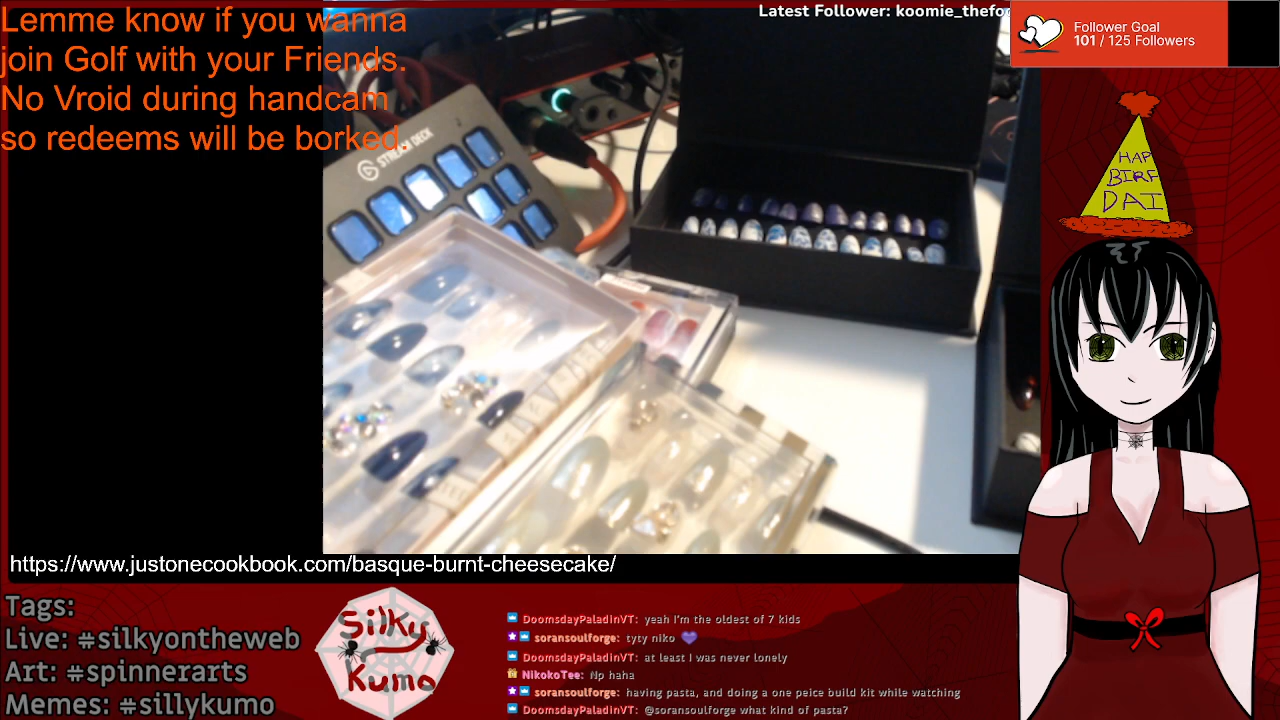 Lemme know if you wanna
join Golf with your Friends.
No Vroid during handcam
so redeems will be borked.
Latest Follower: koomie_thefo
Follower Goal
101 / 125 Followers
STREAM DECK
HAP
BIRF
DAI
https://www.justonecookbook.com/basque-burnt-cheesecake/
Tags:
Live: #silkyontheweb
Art: #spinnerarts
Memes: #sillykumo
Silky
Kumo
DoomsdayPaladinVT: yeah I'm the oldest of 7 kids
soransoulforge: tyty niko
DoomsdayPaladinVT: at least I was never lonely
NikokoTee: Np haha
soransoulforge: having pasta, and doing a one peice build kit while watching
DoomsdayPaladinVT: @soransoulforge what kind of pasta?